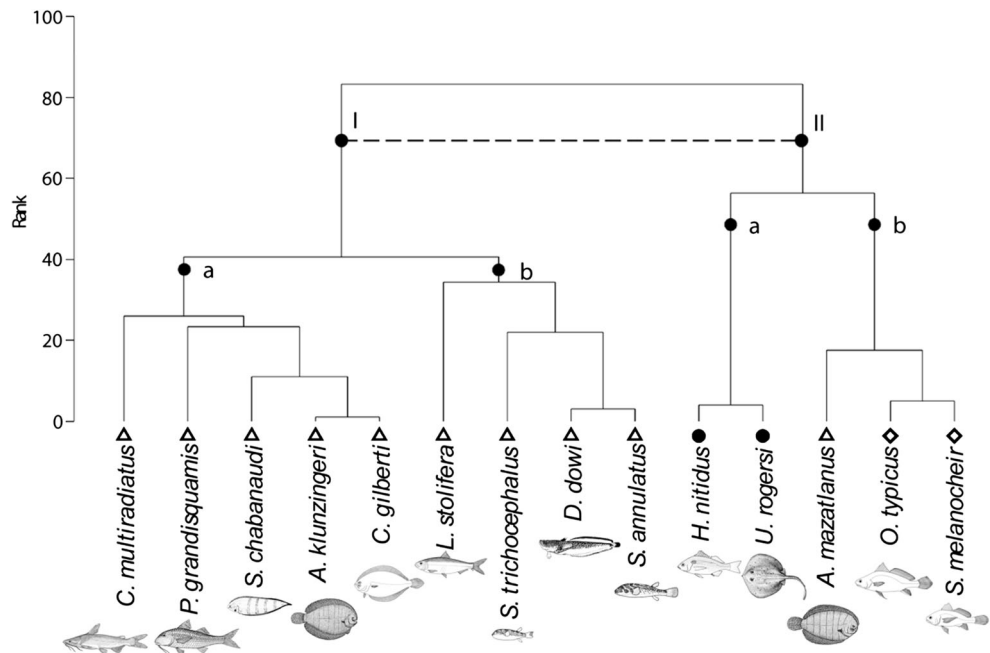 100
80
60
40
20
0
Rank
I
II
a
b
a
b
C. multiradiatus
P. grandisquamis
S. chabanaudi
A. klunzingeri
C. gilberti
L. stolifera
S. trichocephalus
D. dowi
S. annulatus
H. nitidus
U. rogersi
A. mazatlanus
O. typicus
S. melanocheir